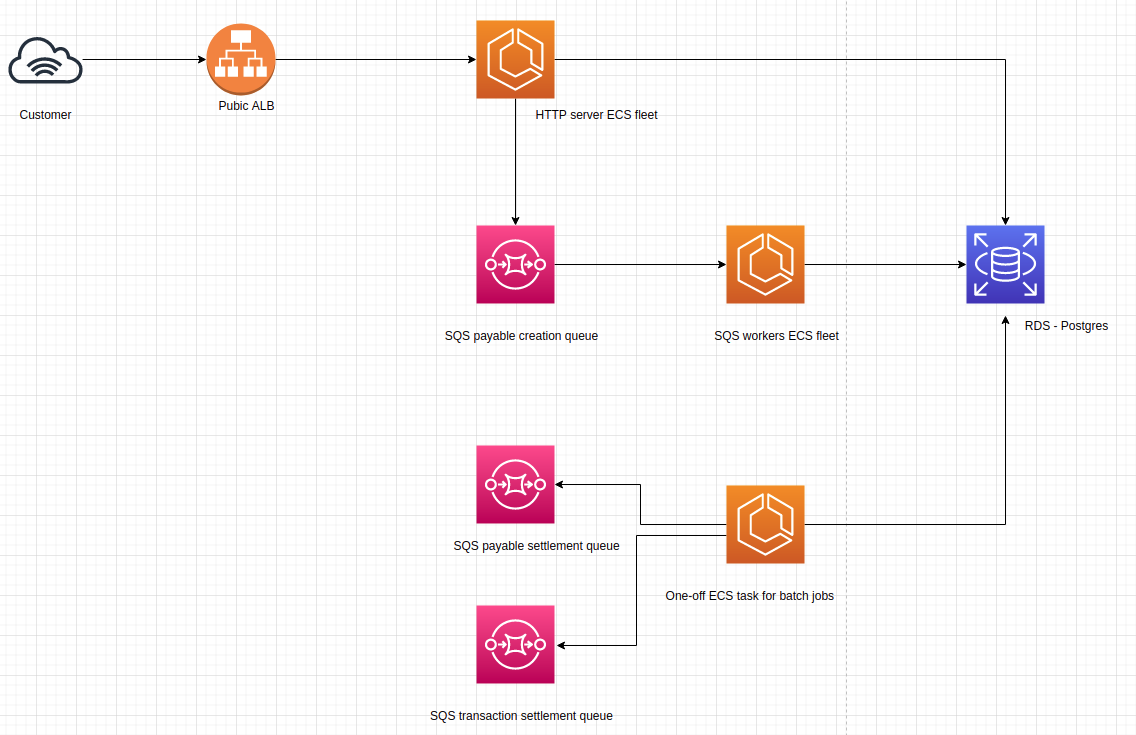 Customer
Pubic ALB
HTTP server ECS fleet
SQS payable creation queue
SQS workers ECS fleet
RDS - Postgres
SQS payable settlement queue
One-off ECS task for batch jobs
SQS transaction settlement queue